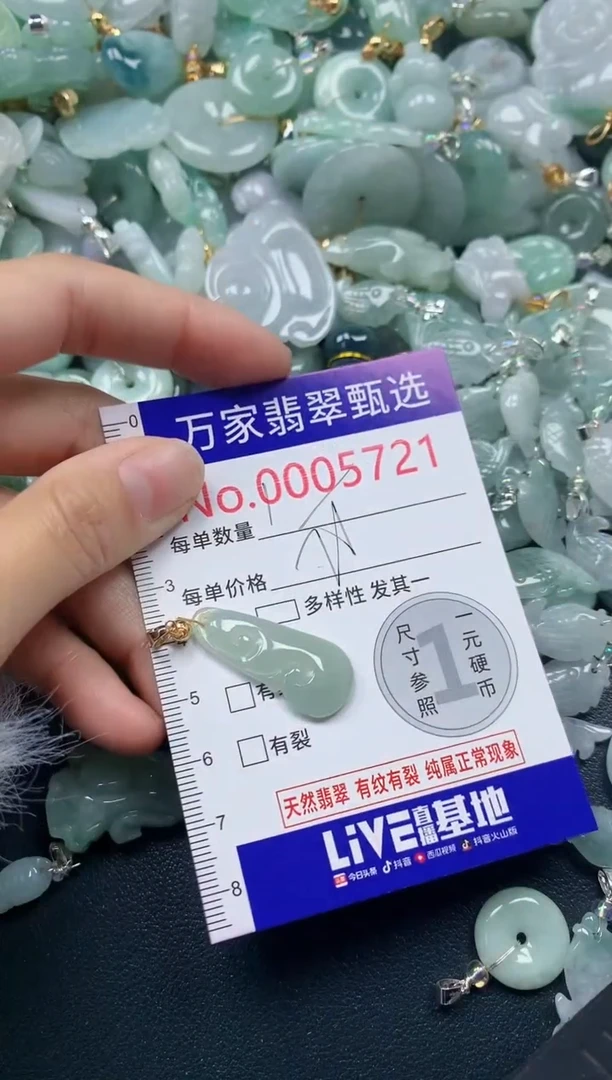 0
万家翡翠甄选
No.0005721
每单数量
3
每单价格
多样性 发其一
尺寸参照
1
一元硬币
5
有
6
有裂
天然翡翠 有纹有裂 纯属正常现象
7
LiVE直播基地
8
今日头条 抖音 西瓜视频 抖音火山版